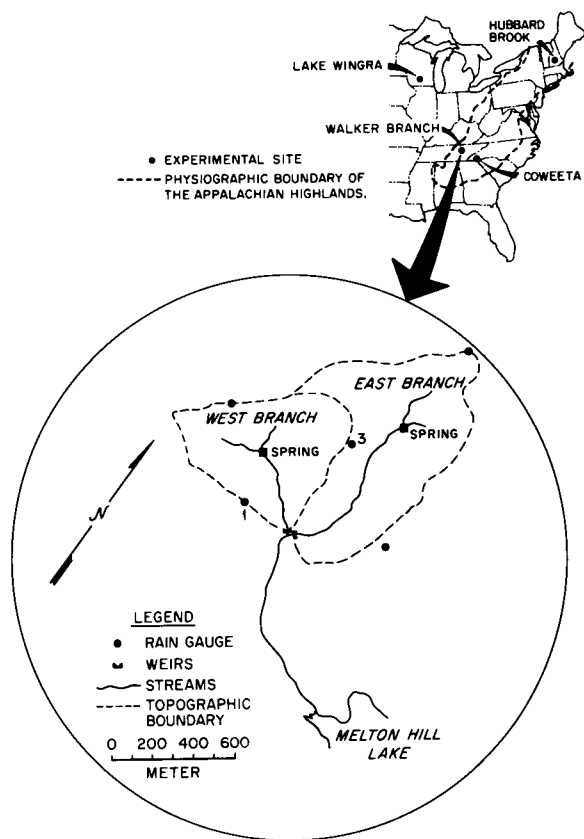 HUBBARD
BROOK
LAKE WINGRA
WALKER BRANCH
● EXPERIMENTAL SITE
----- PHYSIOGRAPHIC BOUNDARY OF
THE APPALACHIAN HIGHLANDS.
COWEETA
EAST BRANCH
WEST BRANCH
3
SPRING
SPRING
1
N
LEGEND
● RAIN GAUGE
WEIRS
STREAMS
----- TOPOGRAPHIC
BOUNDARY
0 200 400 600
METER
MELTON HILL
LAKE